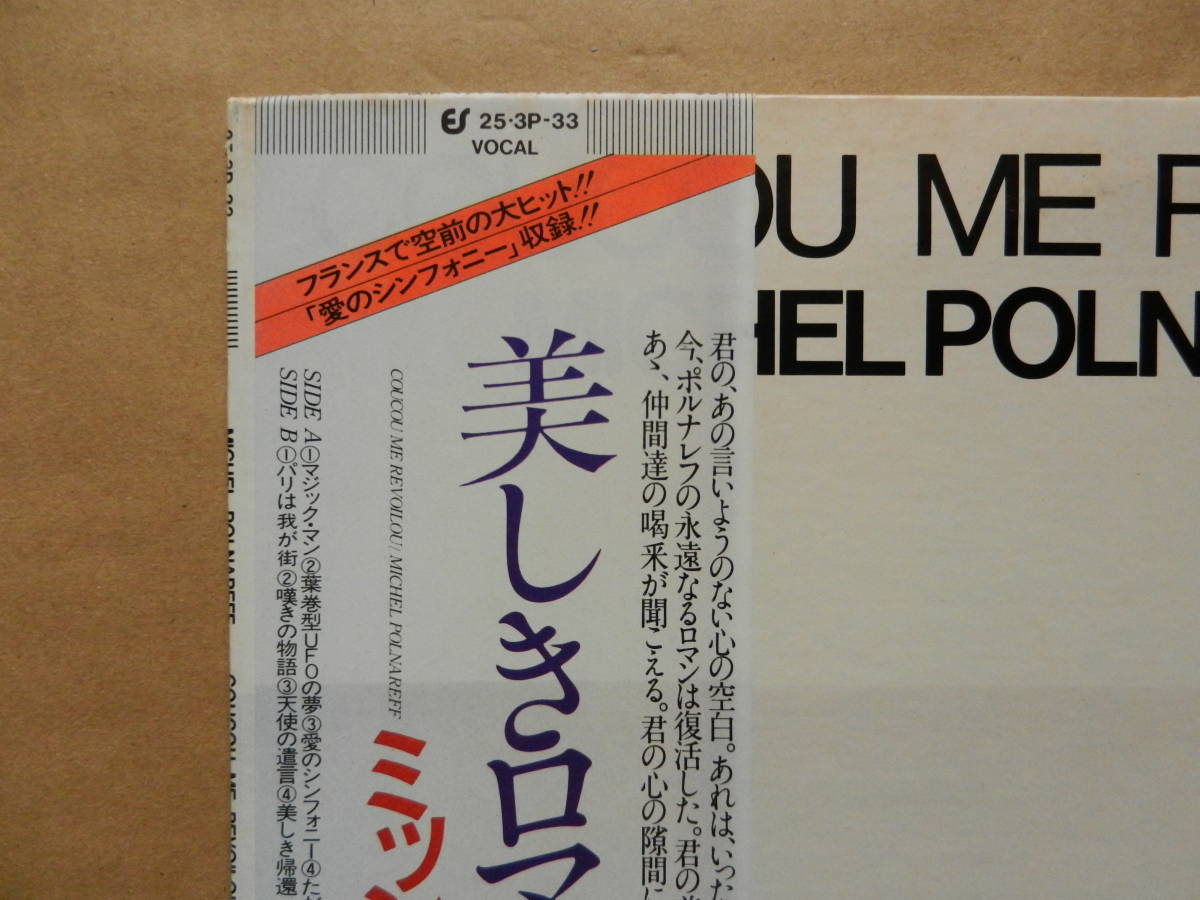 25・3P-33
VOCAL
フランスで空前の大ヒット!!
「愛のシンフォニー」収録!!
OU ME R
HEL POLN
君の、あの言いようのない心の空白。あれは、いった
今、ポルナレフの永遠なるロマンは復活した。君の
あゝ、仲間達の喝采が聞こえる。君の心の隙間に
美しきロマ
COUCOU ME REVOILOU / MICHEL POLNAREFF
ミッ
SIDE A①マジック・マン②葉巻型UFOの夢③愛のシンフォニー④た
SIDE B①パリは我が街②嘆きの物語③天使の遺言④美しき帰還
MICHEL POLNAREFF COUCOU ME